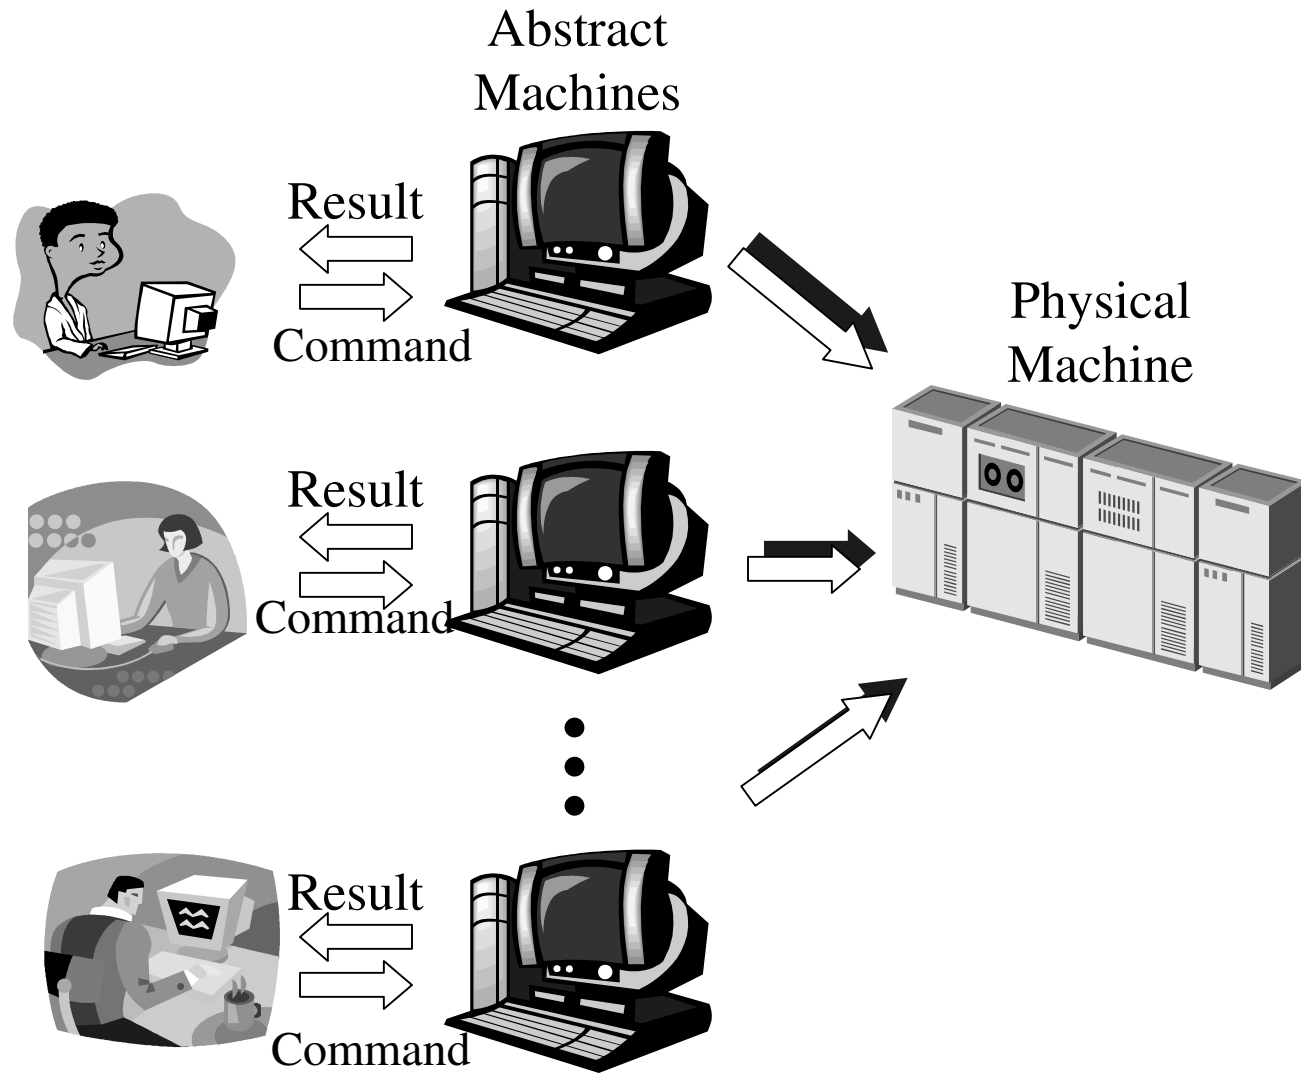 Abstract
Machines
Result
Command
Physical
Machine
Result
Command
Result
Command